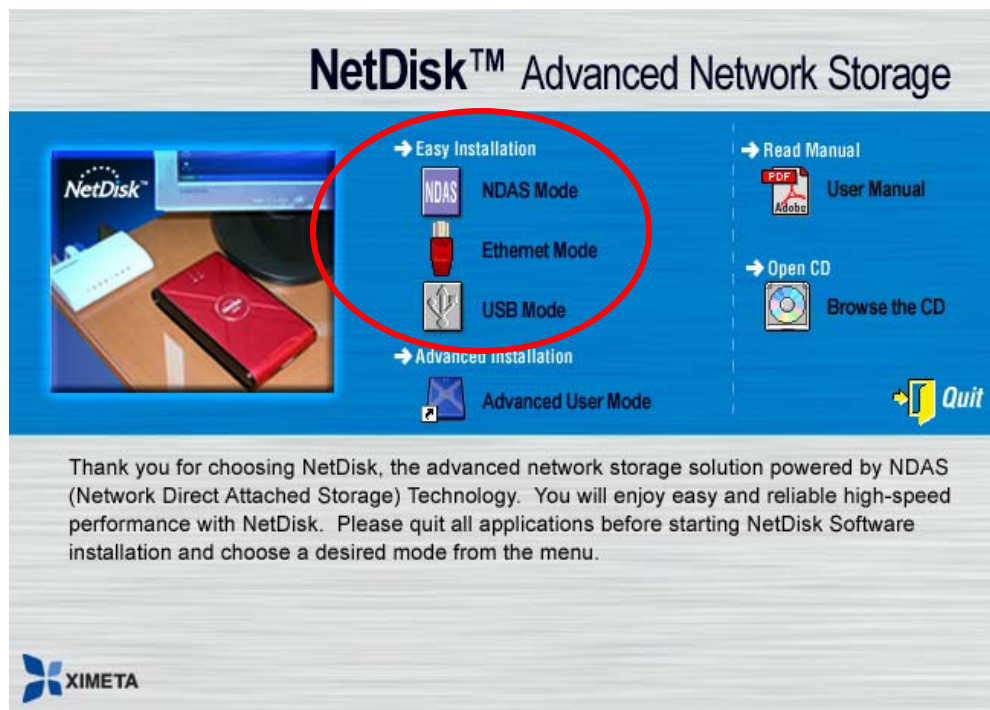 NetDisk™ Advanced Network Storage
NetDisk™
Easy Installation
NDAS
NDAS Mode
Ethernet Mode
USB Mode
Advanced Installation
Advanced User Mode
Read Manual
PDF
Adobe
User Manual
Open CD
Browse the CD
Quit
Thank you for choosing NetDisk, the advanced network storage solution powered by NDAS
(Network Direct Attached Storage) Technology. You will enjoy easy and reliable high-speed
performance with NetDisk. Please quit all applications before starting NetDisk Software
installation and choose a desired mode from the menu.
XIMETA